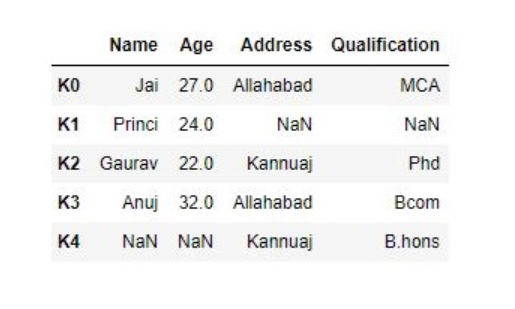 Name Age Address Qualification
K0 Jai 27.0 Allahabad MCA
K1 Princi 24.0 NaN NaN
K2 Gaurav 22.0 Kannuaj Phd
K3 Anuj 32.0 Allahabad Bcom
K4 NaN NaN Kannuaj B.hons